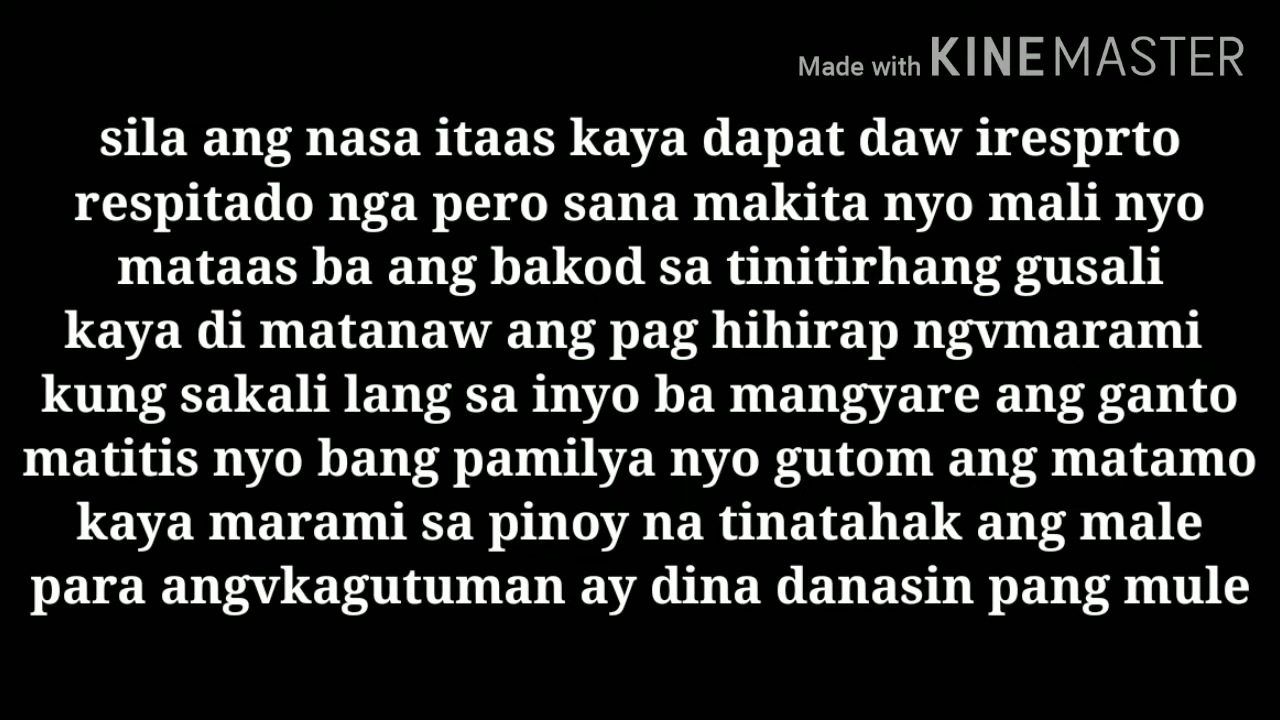 Made with KINEMASTER
sila ang nasa itaas kaya dapat daw iresprto
respitado nga pero sana makita nyo mali nyo
mataas ba ang bakod sa tinitirhang gusali
kaya di matanaw ang pag hihirap ngvmarami
kung sakali lang sa inyo ba mangyare ang ganto
matitis nyo bang pamilya nyo gutom ang matamo
kaya marami sa pinoy na tinatahak ang male
para angvkagutuman ay dina danasin pang mule